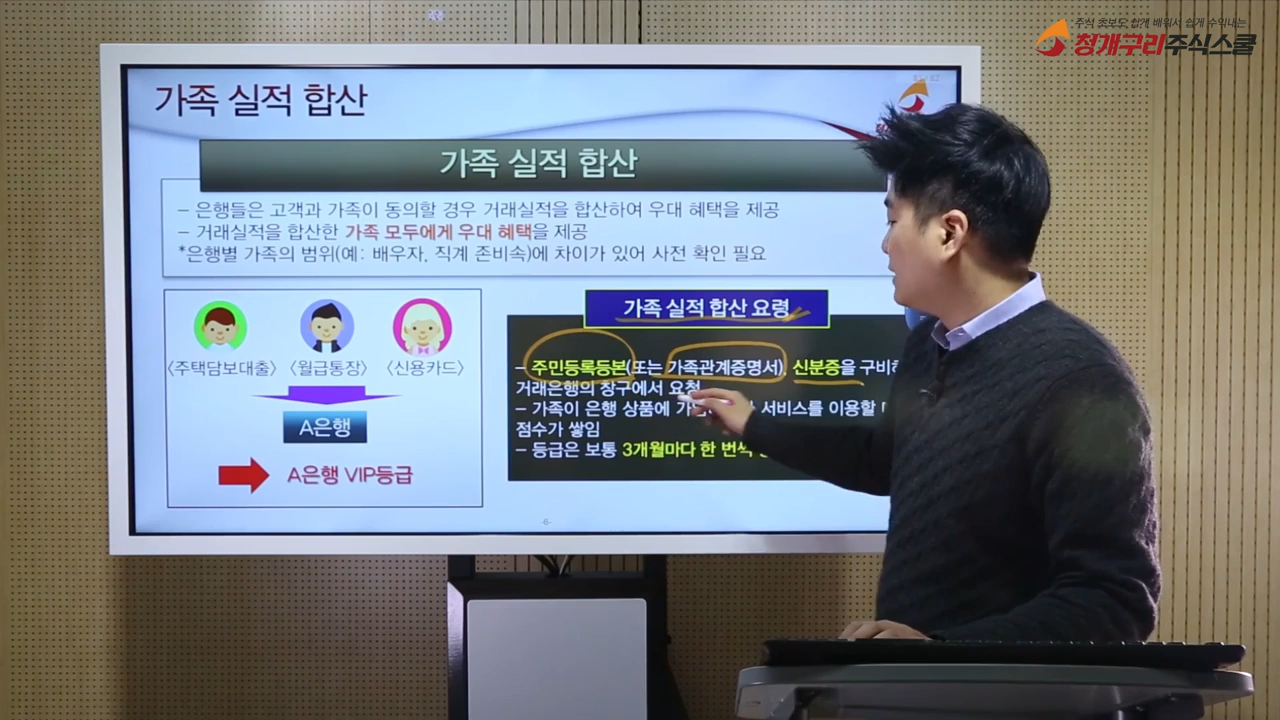 주식 초보도 쉽게 배워서 쉽게 수익내는
청개구리주식스쿨
가족 실적 합산
가족 실적 합산
- 은행들은 고객과 가족이 동의할 경우 거래실적을 합산하여 우대 혜택을 제공
- 거래실적을 합산한 가족 모두에게 우대 혜택을 제공
*은행별 가족의 범위(예: 배우자, 직계 존비속)에 차이가 있어 사전 확인 필요
〈주택담보대출〉 〈월급통장〉 〈신용카드〉
A은행
A은행 VIP등급
가족 실적 합산 요령
- 주민등록등본(또는 가족관계증명서), 신분증을 구비
거래은행의 창구에서 요청
- 가족이 은행 상품에 서비스를 이용할
점수가 쌓임
- 등급은 보통 3개월마다 한 번씩
-6-